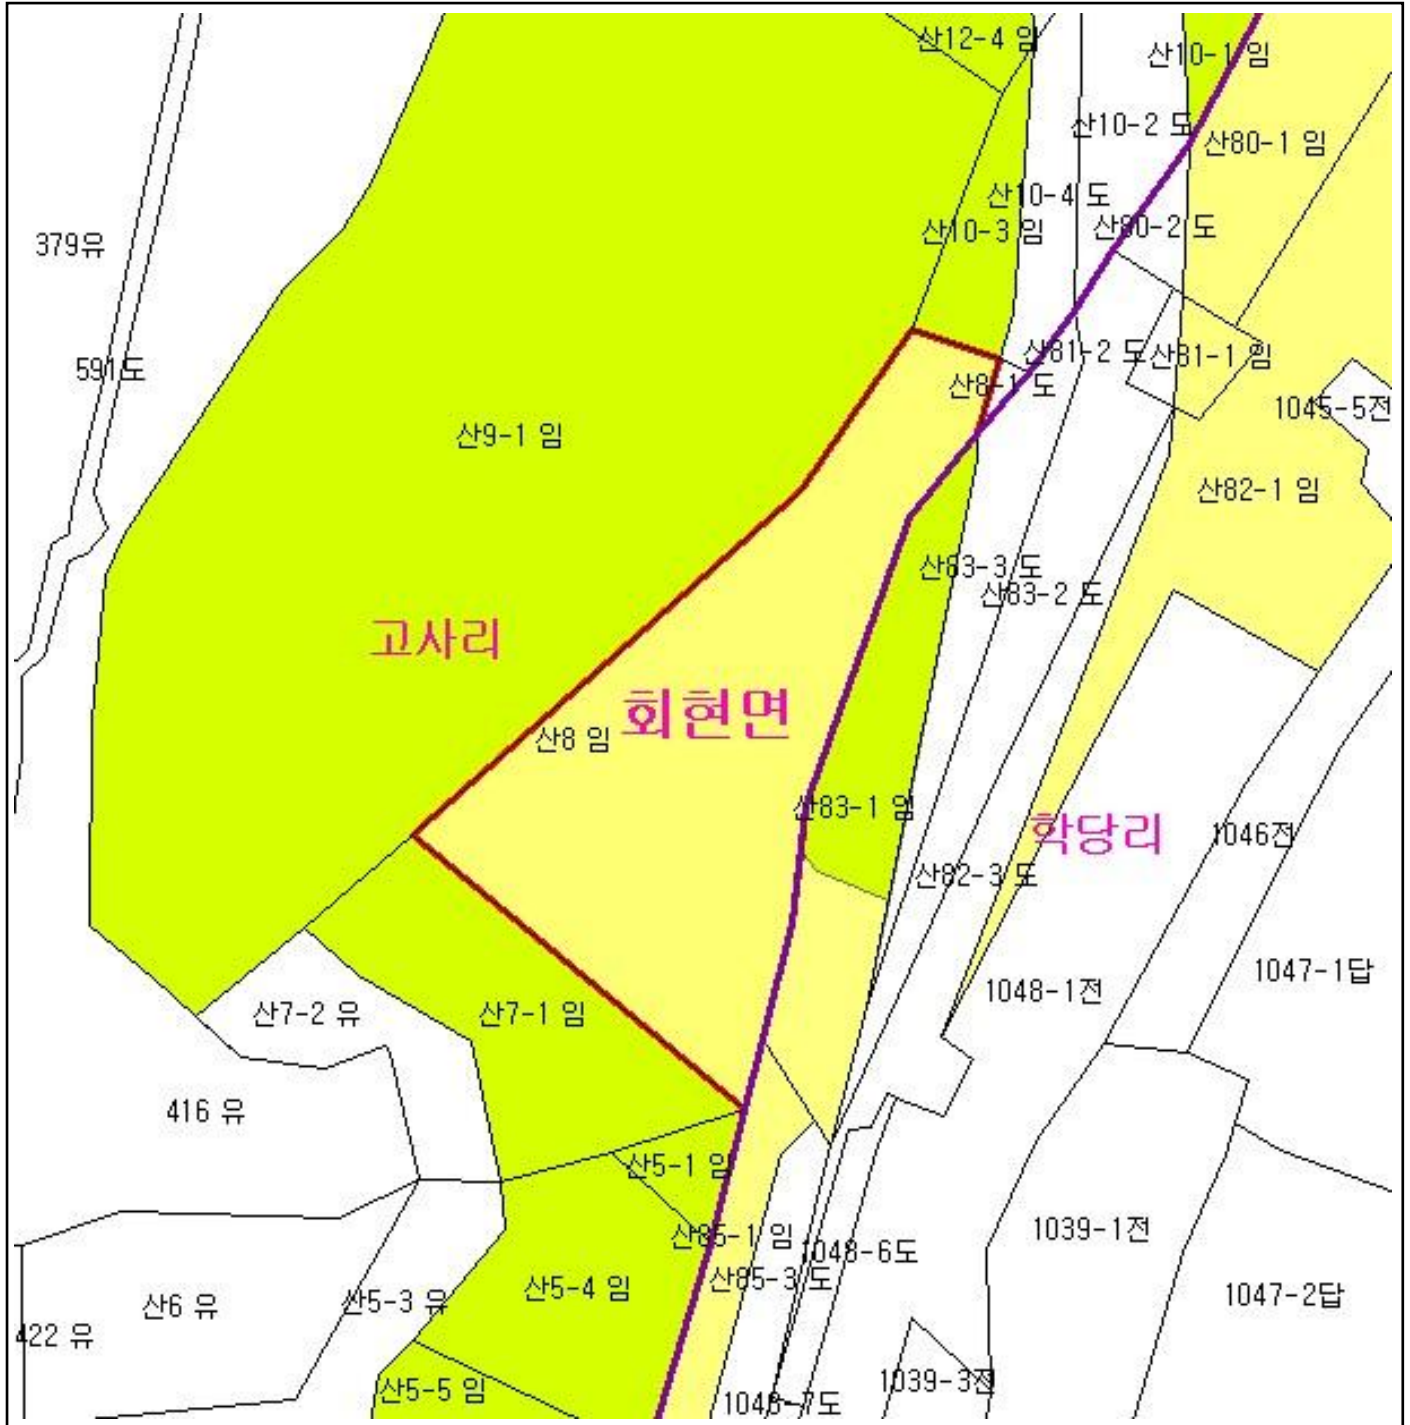 산12-4 임
산10-1 임
산10-2 도
산80-1 임
산10-4 도
산10-3 임
산80-2 도
379유
산81-2 도
산81-1 임
591도
산8-1 도
1045-5전
산9-1 임
산82-1 임
산83-3 도
산83-2 도
고사리
회현면
산8 임
산83-1 임
학당리
1046전
산82-3 도
1047-1답
1048-1전
산7-2 유
산7-1 임
416 유
산5-1 임
산85-1 임
1048-6도
1039-1전
산85-3 도
산5-4 임
1047-2답
산5-3 유
산6 유
422 유
1039-3전
산5-5 임
1048-7도